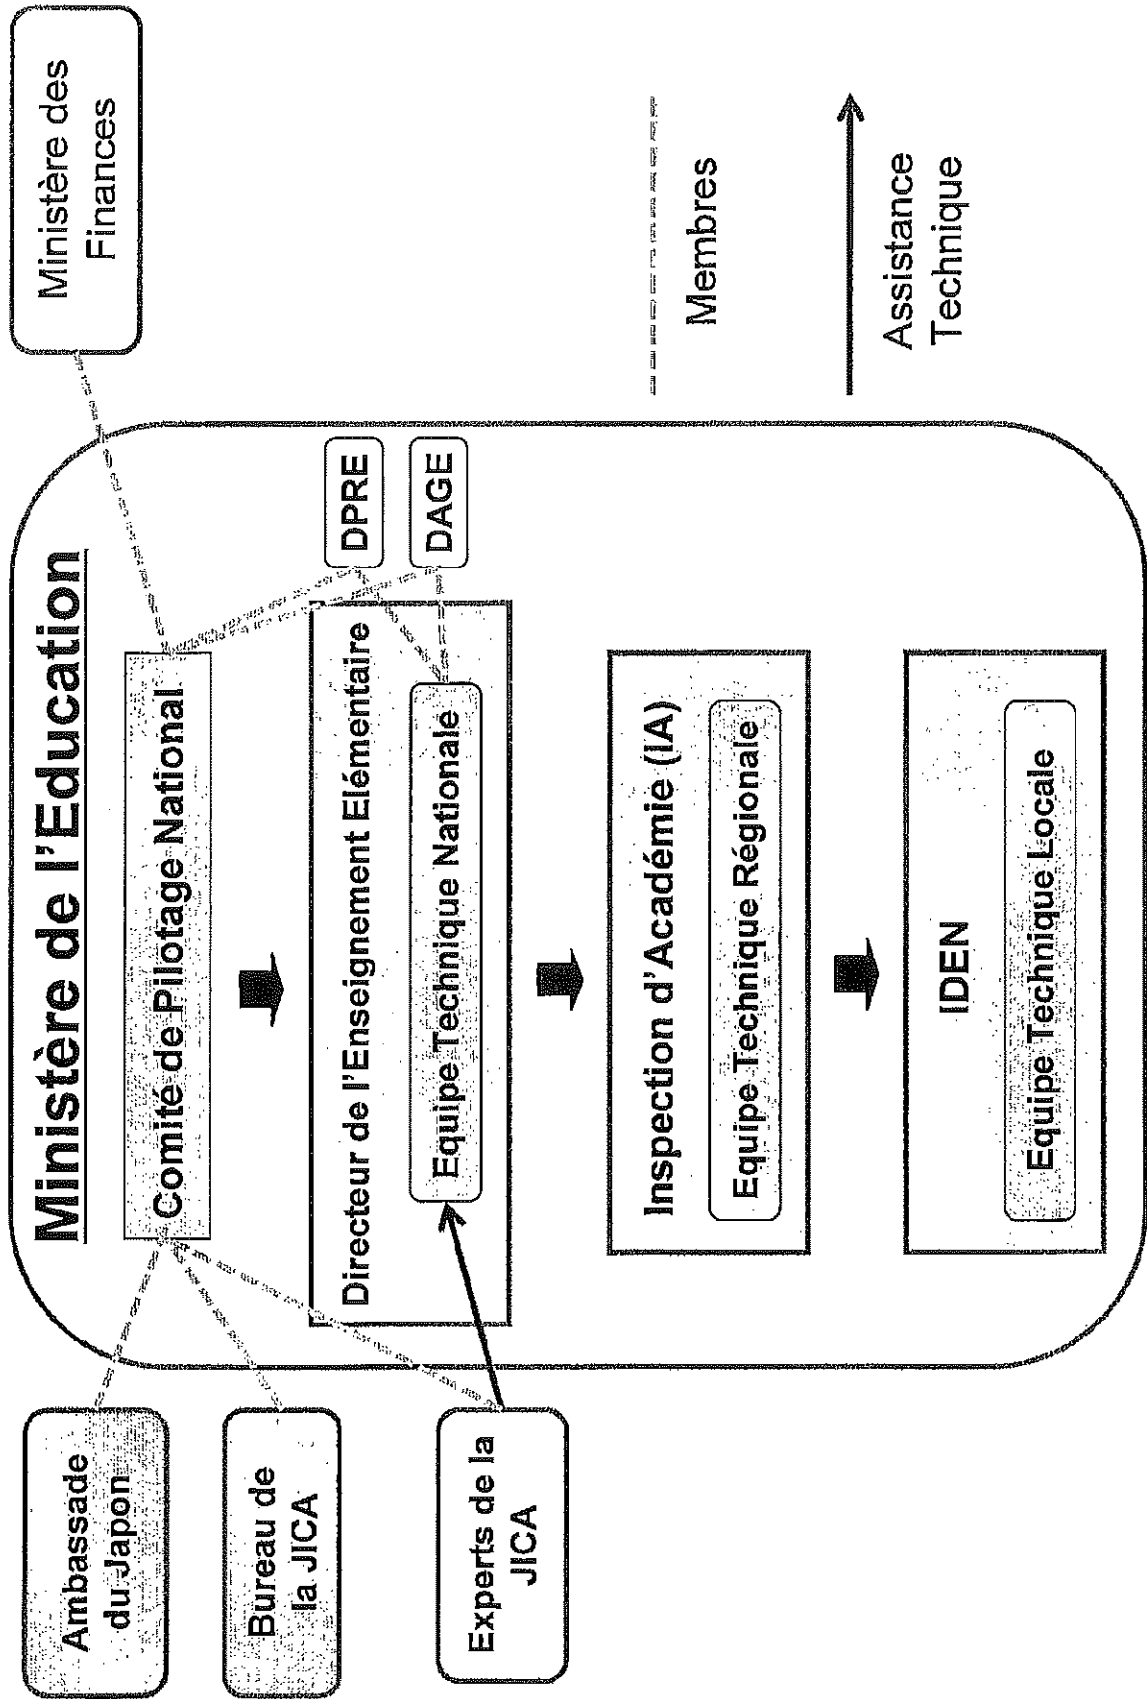 Ministère des
Finances
Ministère de l'Education
Comité de Pilotage National
Ambassade
du Japon
Bureau de
la JICA
Experts de la
JICA
Directeur de l'Enseignement Elémentaire
Equipe Technique Nationale
DPRE
DAGE
Inspection d'Académie (IA)
Equipe Technique Régionale
IDEN
Equipe Technique Locale
Membres
Assistance
Technique